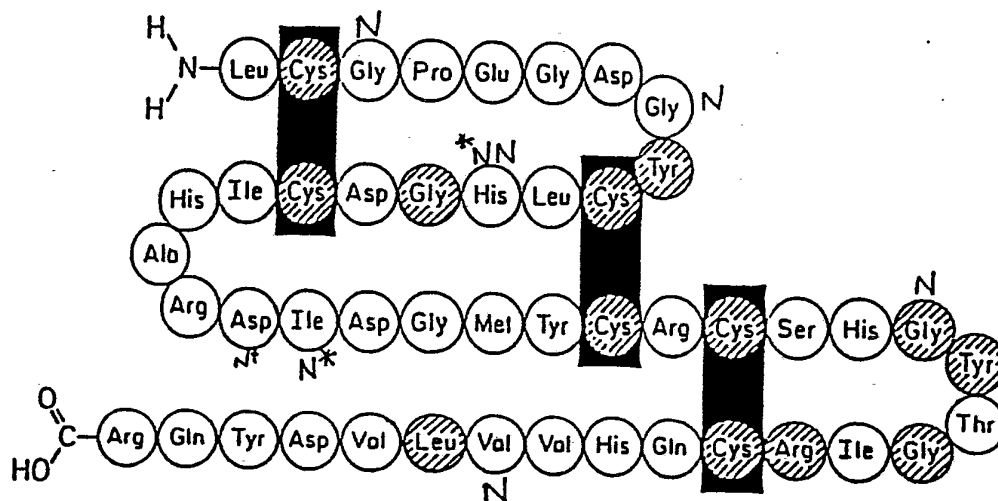 H N
N Leu Cys Gly Pro Glu Gly Asp
H Gly N
*NN
His Ile Cys Asp Gly His Leu Cys Tyr
Ala
Arg Asp Ile Asp Gly Met Tyr Cys Arg Cys Ser His Gly N
N† N* Tyr
O Thr
C Arg Gln Tyr Asp Val Leu Val Val His Gln Cys Arg Ile Gly
HO N